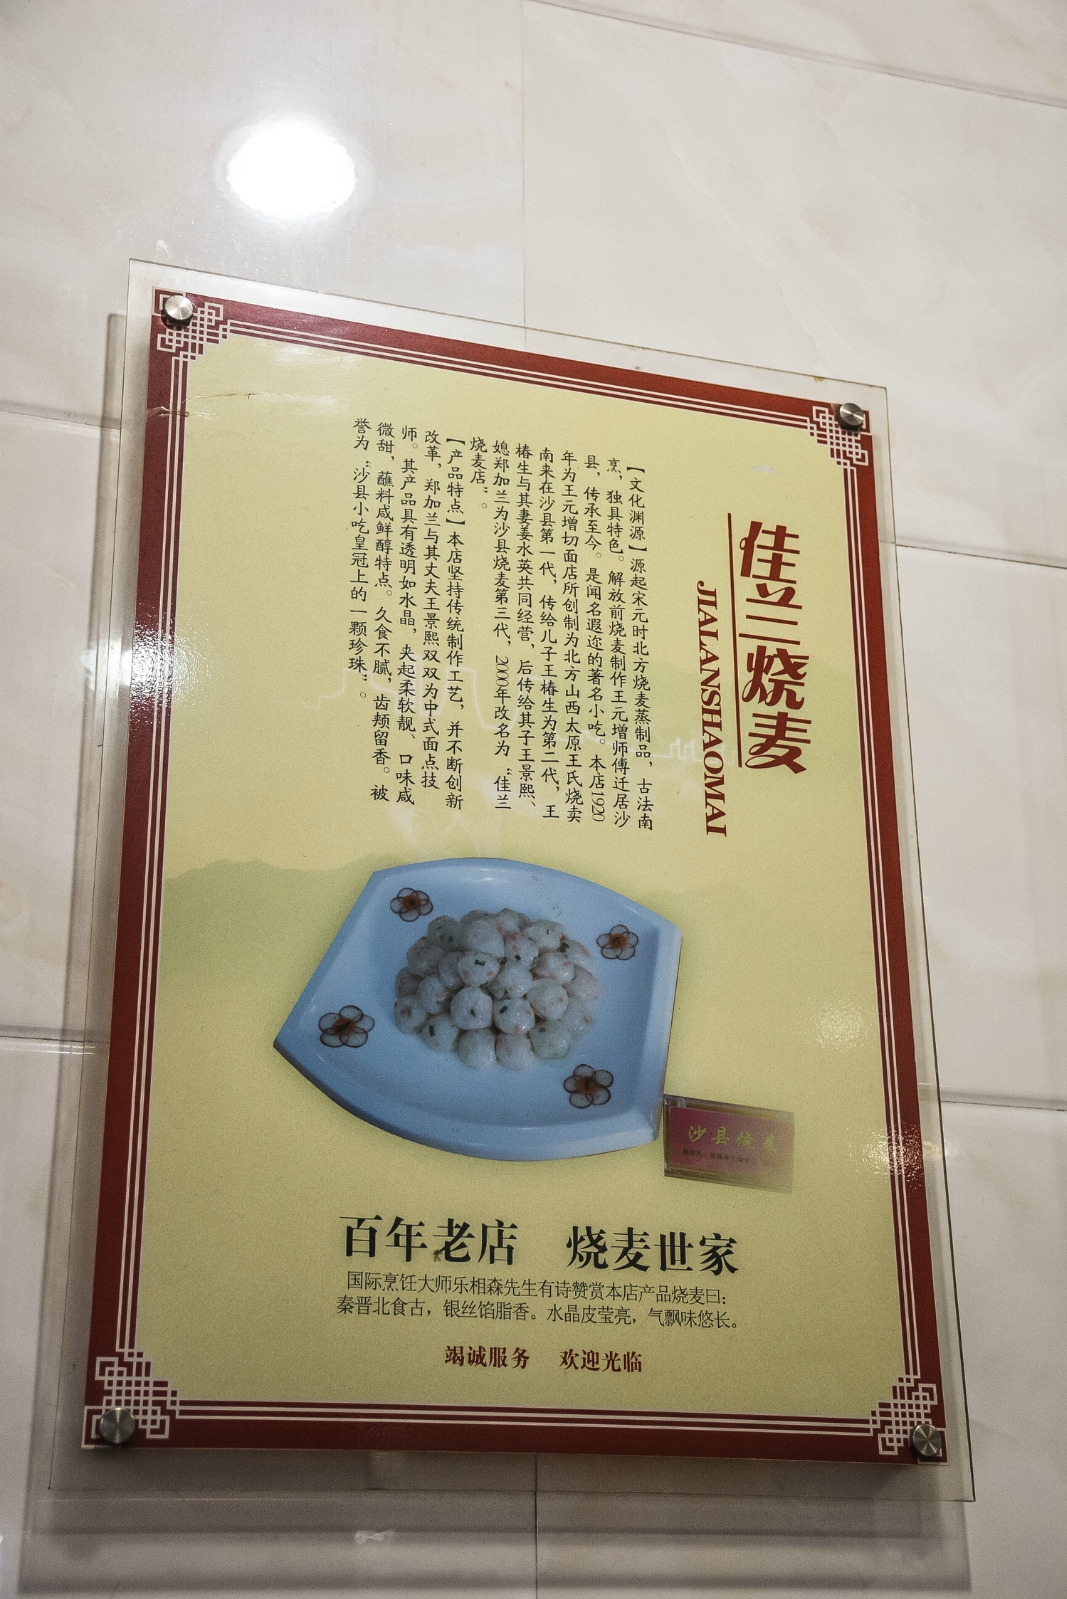 佳兰烧麦
JIALANSHAOMAI
【文化渊源】源起宋元时北方烧麦蒸制品，古法南
烹，独具特色。解放前烧麦制作王元增师傅迁居沙
县，传承至今。是闻名遐迩的著名小吃。本店1920
年为王元增切面店所创制为北方山西太原王氏烧卖
南来在沙县第一代，传给儿子王椿生为第二代，王
椿生与其妻姜水英共同经营，后传给其子王景熙、
媳郑加兰为沙县烧麦第三代，2000年改名为“佳兰
烧麦店”。
【产品特点】本店坚持传统制作工艺，并不断创新
改革，郑加兰与其丈夫王景熙双双为中式面点技
师。其产品具有透明如水晶，夹起柔软靓、口味咸
微甜，蘸料咸鲜醇特点。久食不腻，齿颊留香。被
誉为“沙县小吃皇冠上的一颗珍珠”。
沙县烧麦
百年老店 烧麦世家
国际烹饪大师乐相森先生有诗赞赏本店产品烧麦曰：
秦晋北食古，银丝馅脂香。水晶皮莹亮，气飘味悠长。
竭诚服务 欢迎光临